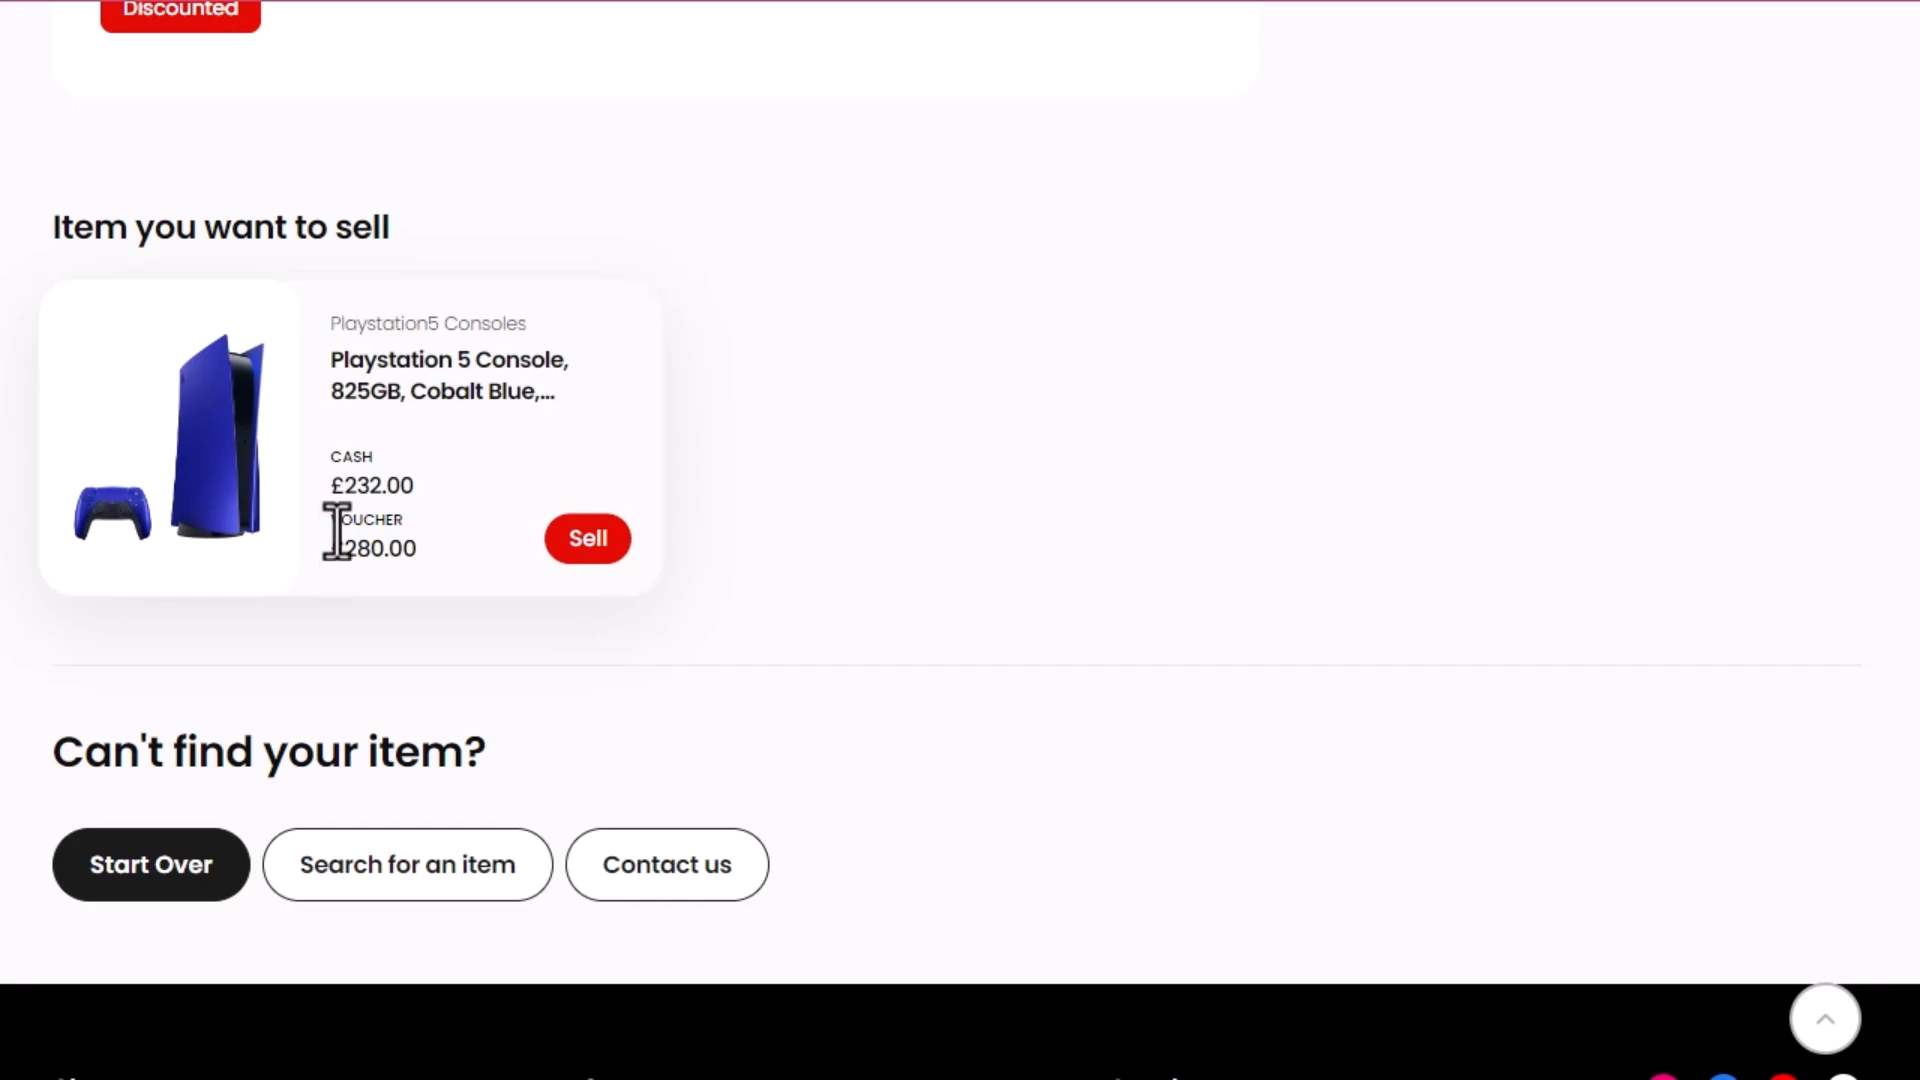 Discounted
Item you want to sell
Playstation5 Consoles
Playstation 5 Console,
825GB, Cobalt Blue,...
CASH
£232.00
OUCHER
280.00
Sell
Can't find your item?
Start Over
Search for an item
Contact us